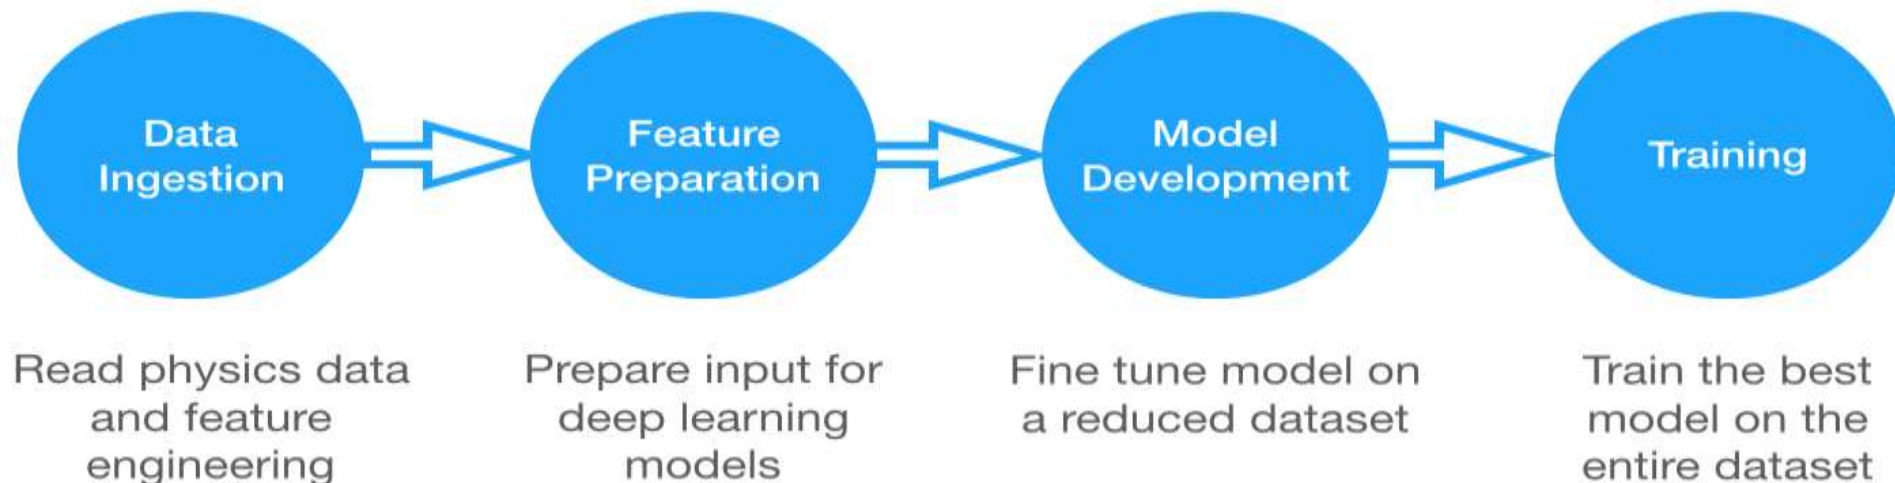 Data
Ingestion
Feature
Preparation
Model
Development
Training
Read physics data
and feature
engineering
Prepare input for
deep learning
models
Fine tune model on
a reduced dataset
Train the best
model on the
entire dataset